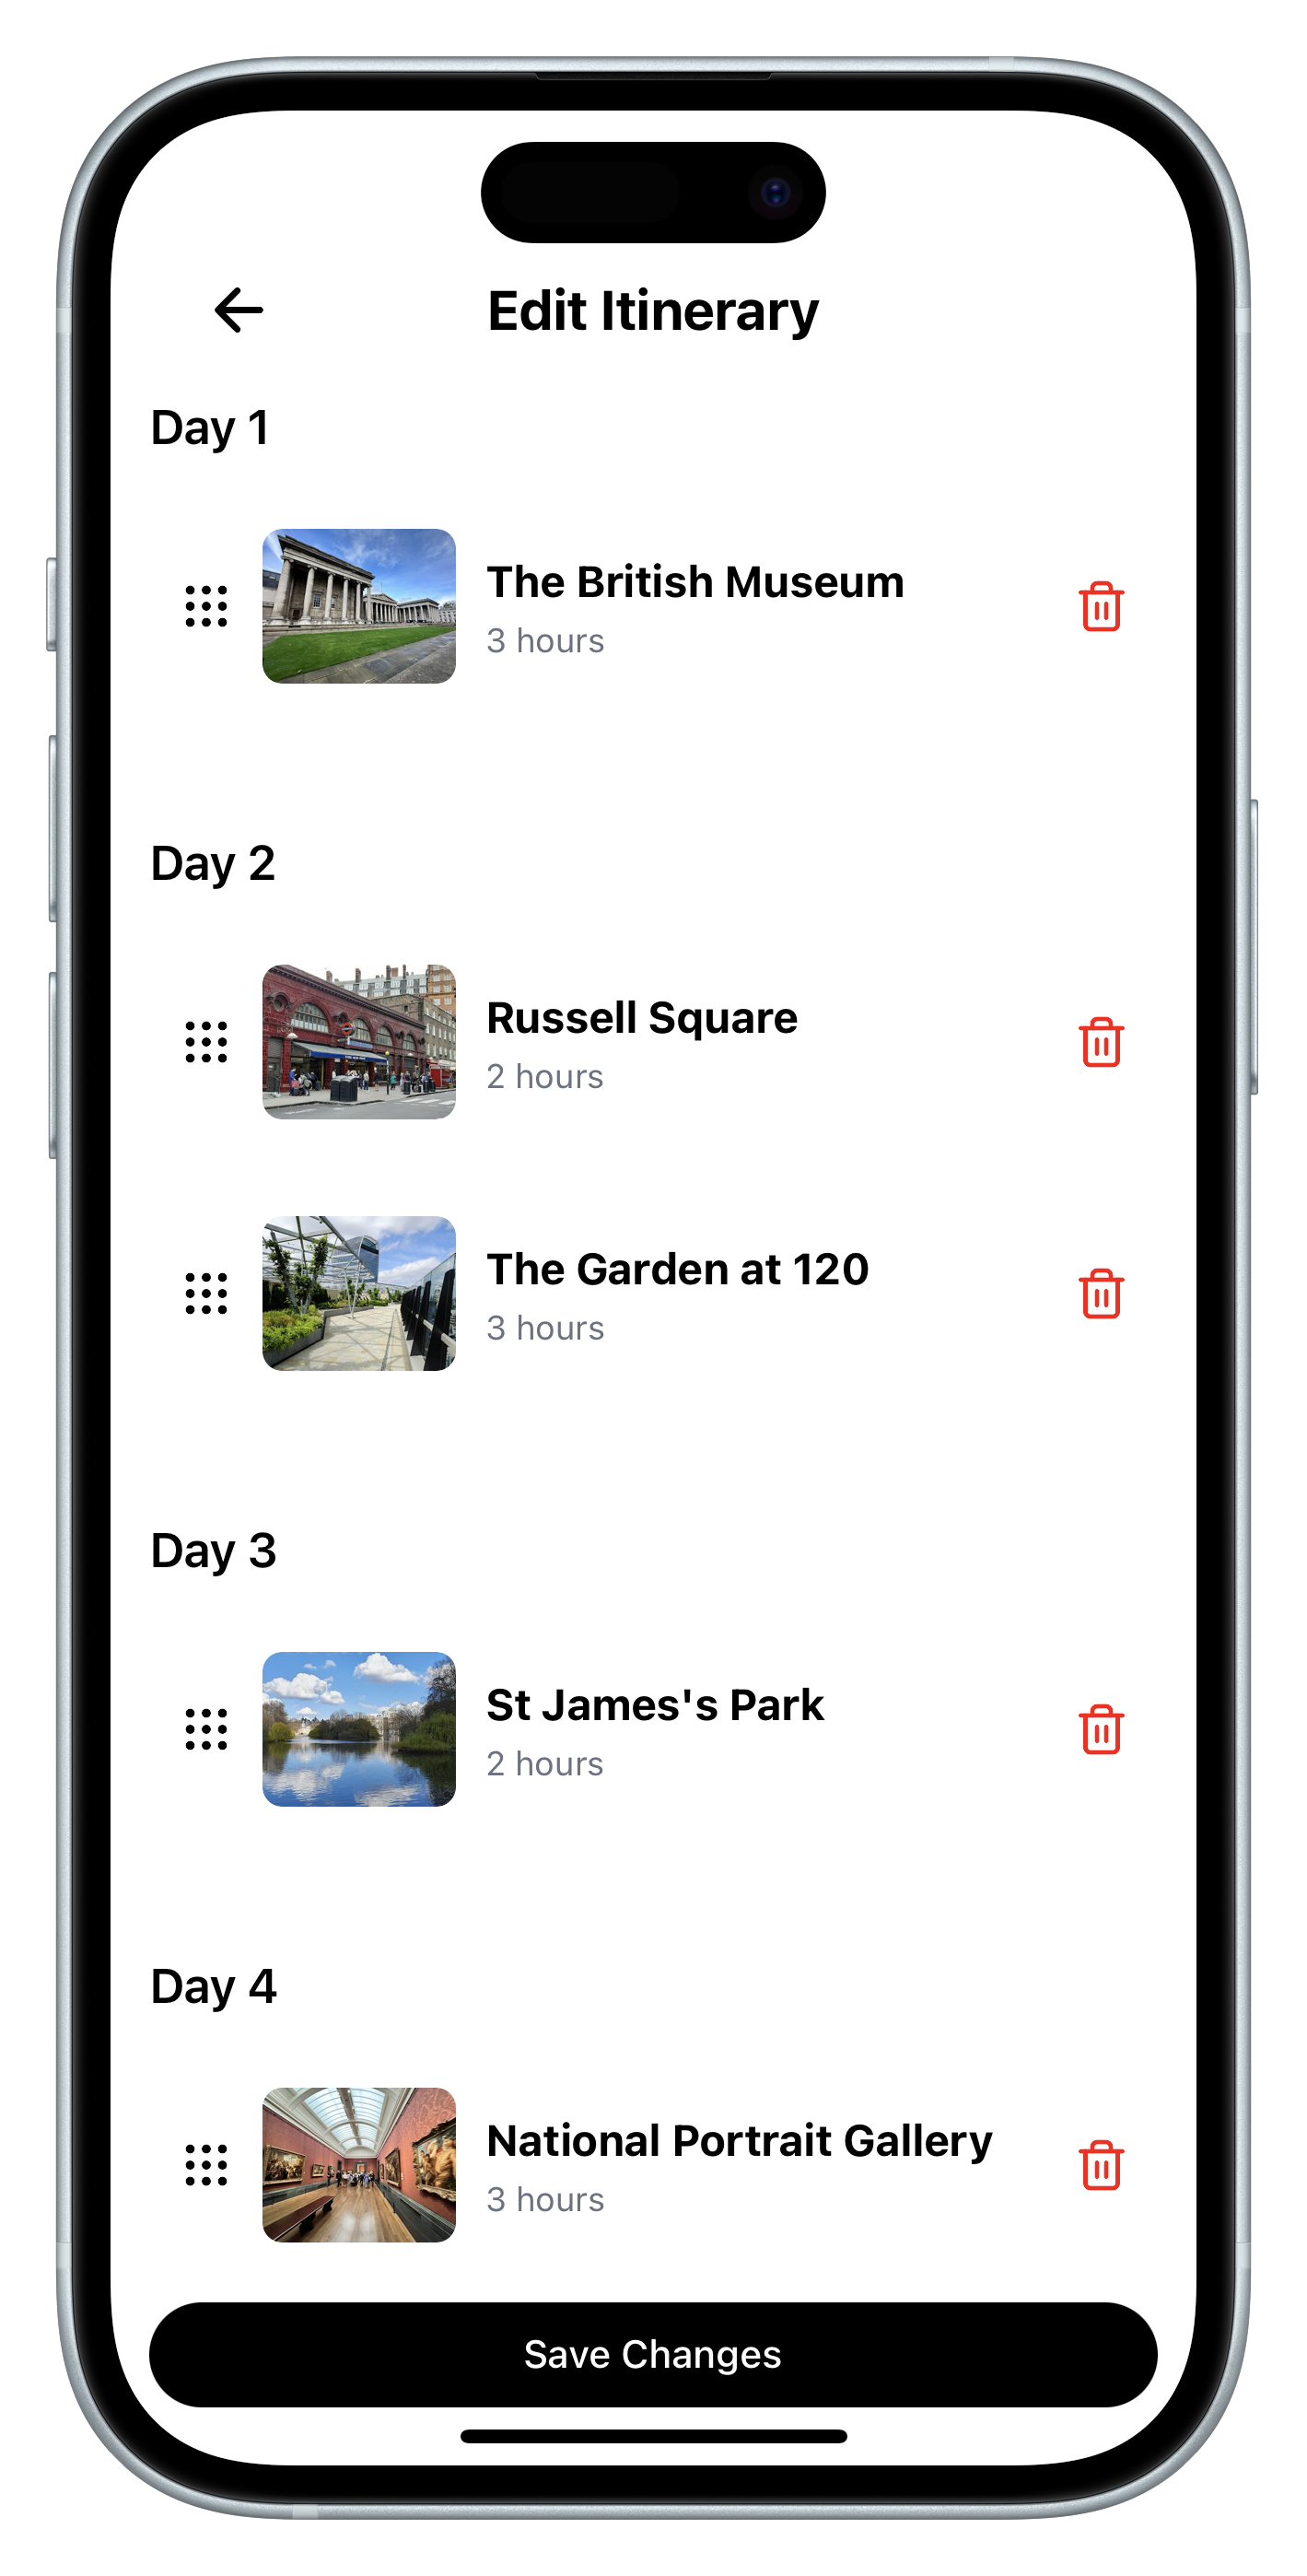 Edit Itinerary
Day 1
The British Museum
3 hours
Day 2
Russell Square
2 hours
The Garden at 120
3 hours
Day 3
St James's Park
2 hours
Day 4
National Portrait Gallery
3 hours
Save Changes